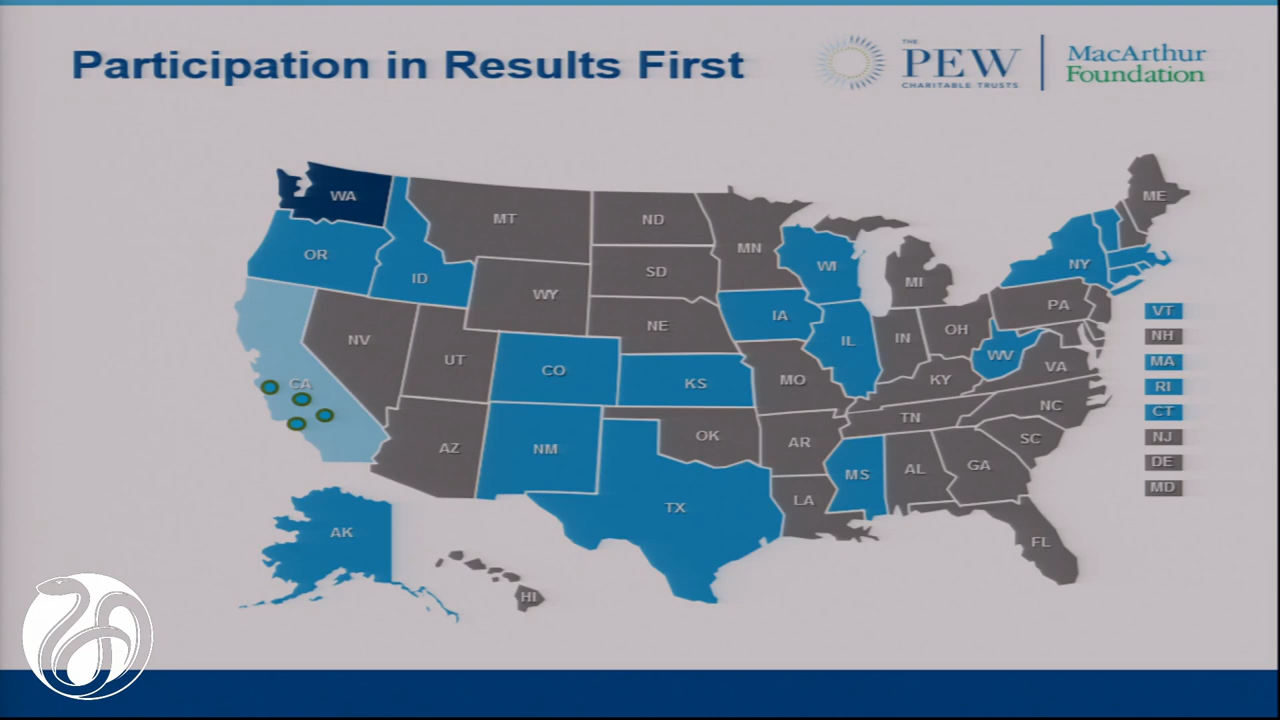 Participation in Results First
THE
PEW
CHARITABLE TRUSTS
MacArthur
Foundation
WA
MT
ND
MN
ME
OR
ID
SD
WI
MI
NY
WY
NE
IA
PA
NV
UT
CO
KS
MO
IL
IN
OH
WV
VA
KY
CA
AZ
NM
OK
AR
TN
NC
SC
TX
LA
MS
AL
GA
FL
AK
HI
VT
NH
MA
RI
CT
NJ
DE
MD